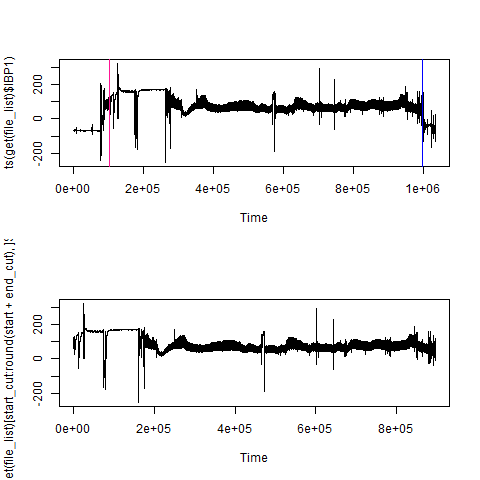 ts(get(file_list)$IBP1)
200
0
-200
0e+00 2e+05 4e+05 6e+05 8e+05 1e+06
Time
et(file_list)[start_cut:round(start + end_cut), ]
200
0
-200
0e+00 2e+05 4e+05 6e+05 8e+05
Time